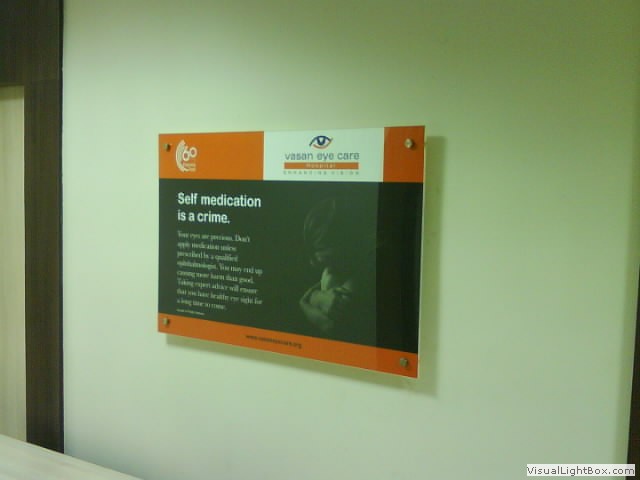 60
vasan eye care
Hospital
Self medication
is a crime.
Your eyes are precious. Don't
apply medication unless
prescribed by a qualified
ophthalmologist. You may end up
causing more harm than good.
Taking expert advice will ensure
that you have healthy eye sight for
a long time to come.
VisualLightBox.com